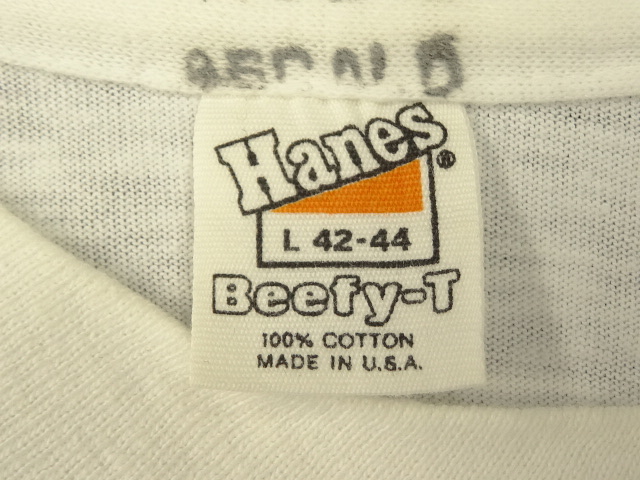 Hanes®
L 42-44
Beefy-T
100% COTTON
MADE IN U.S.A.